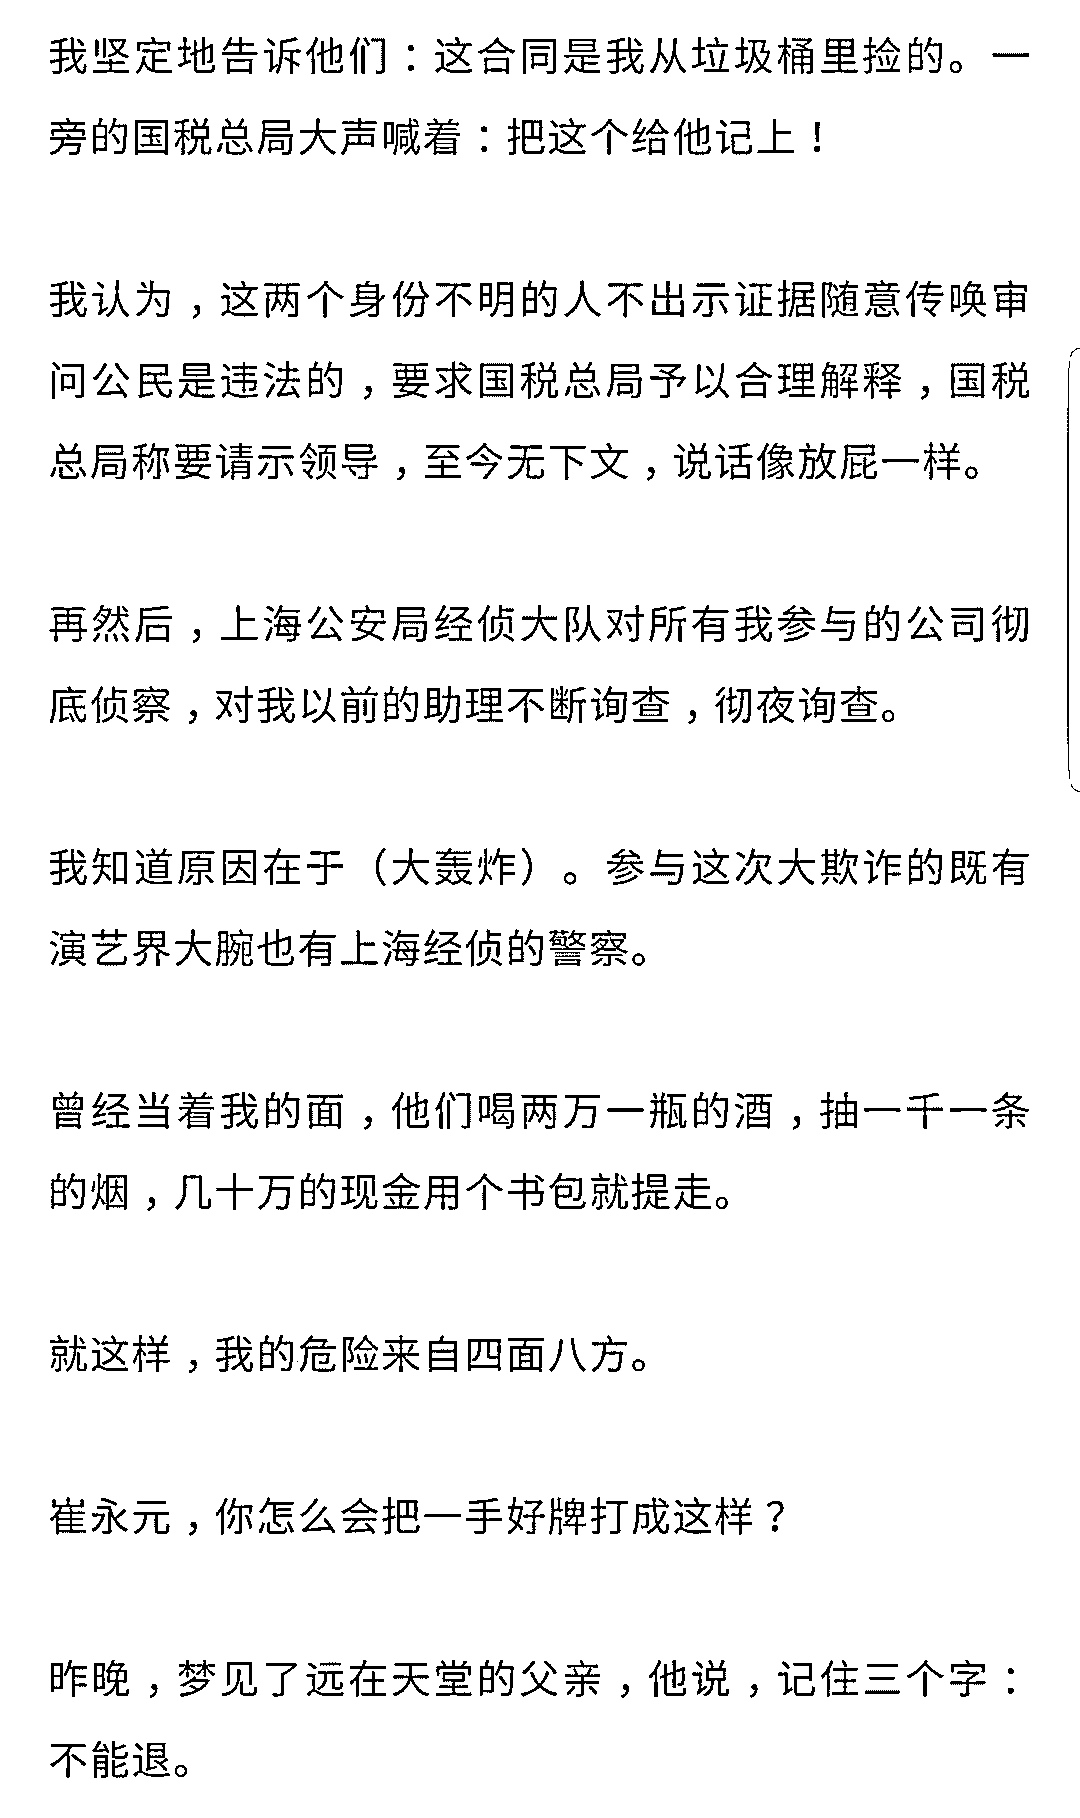 我坚定地告诉他们：这合同是我从垃圾桶里捡的。一
旁的国税总局大声喊着：把这个给他记上！
我认为，这两个身份不明的人不出示证据随意传唤审
问公民是违法的，要求国税总局予以合理解释，国税
总局称要请示领导，至今无下文，说话像放屁一样。
再然后，上海公安局经侦大队对所有我参与的公司彻
底侦察，对我以前的助理不断询查，彻夜询查。
我知道原因在于（大轰炸）。参与这次大欺诈的既有
演艺界大腕也有上海经侦的警察。
曾经当着我的面，他们喝两万一瓶的酒，抽一千一条
的烟，几十万的现金用个书包就提走。
就这样，我的危险来自四面八方。
崔永元，你怎么会把一手好牌打成这样？
昨晚，梦见了远在天堂的父亲，他说，记住三个字：
不能退。